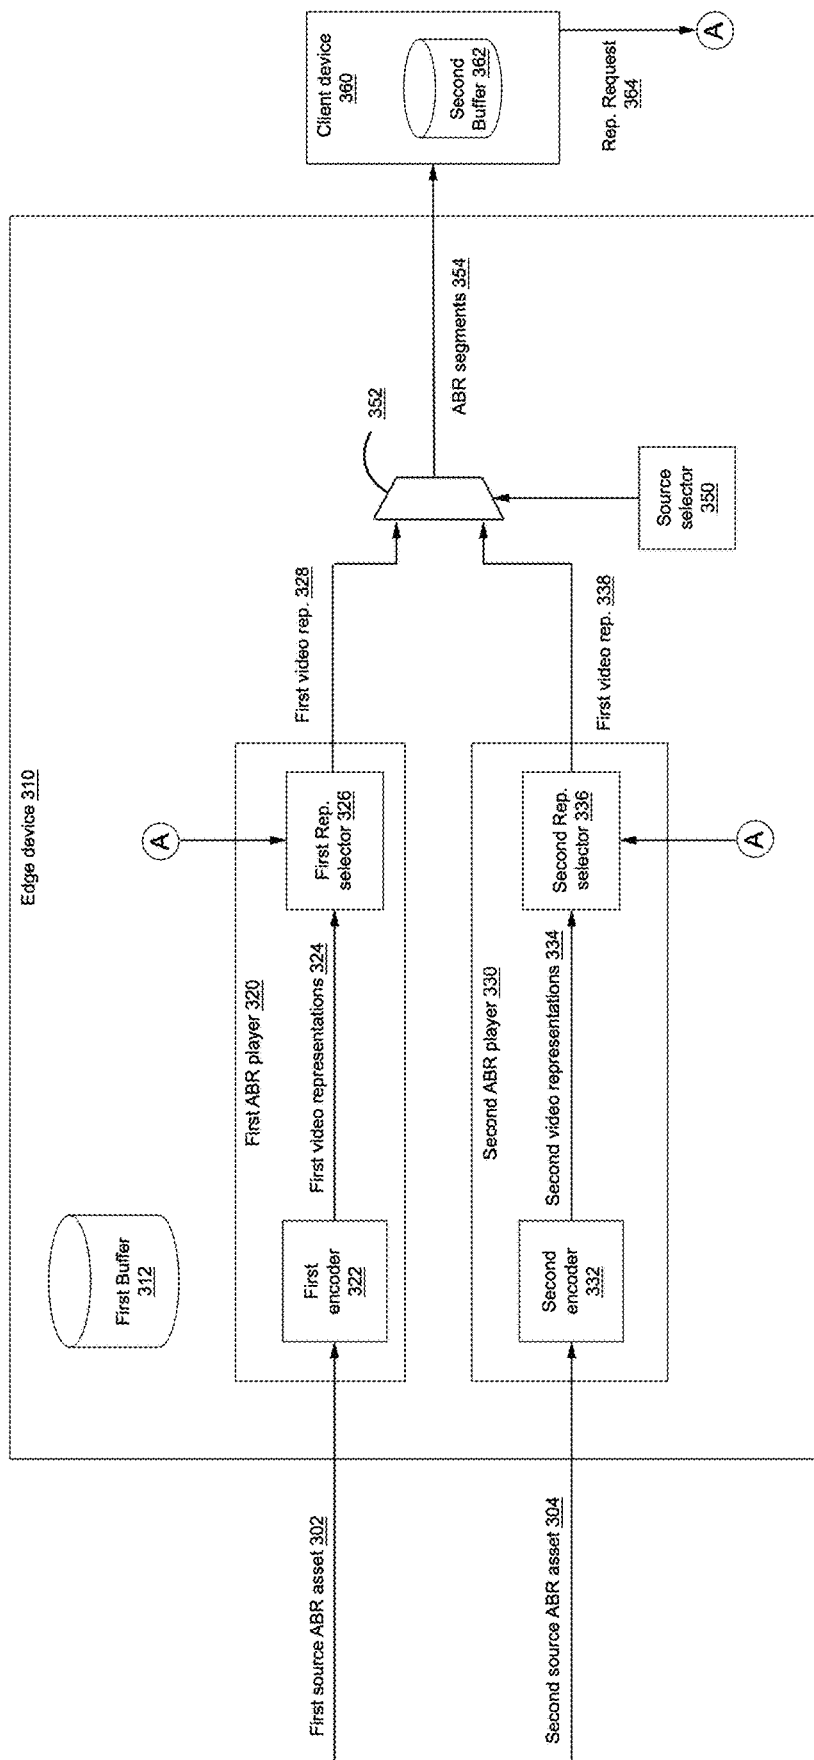 Edge device 310
First Buffer
312
First source ABR asset 302
First ABR player 320
First
encoder
322
First video representations 324
A
First Rep.
selector 326
First video rep. 328
Second source ABR asset 304
Second ABR player 330
Second
encoder
332
Second video representations 334
Second Rep.
selector 336
A
First video rep. 338
352
Source
selector
350
ABR segments 354
Client device
360
Second
Buffer 362
Rep. Request
364
A